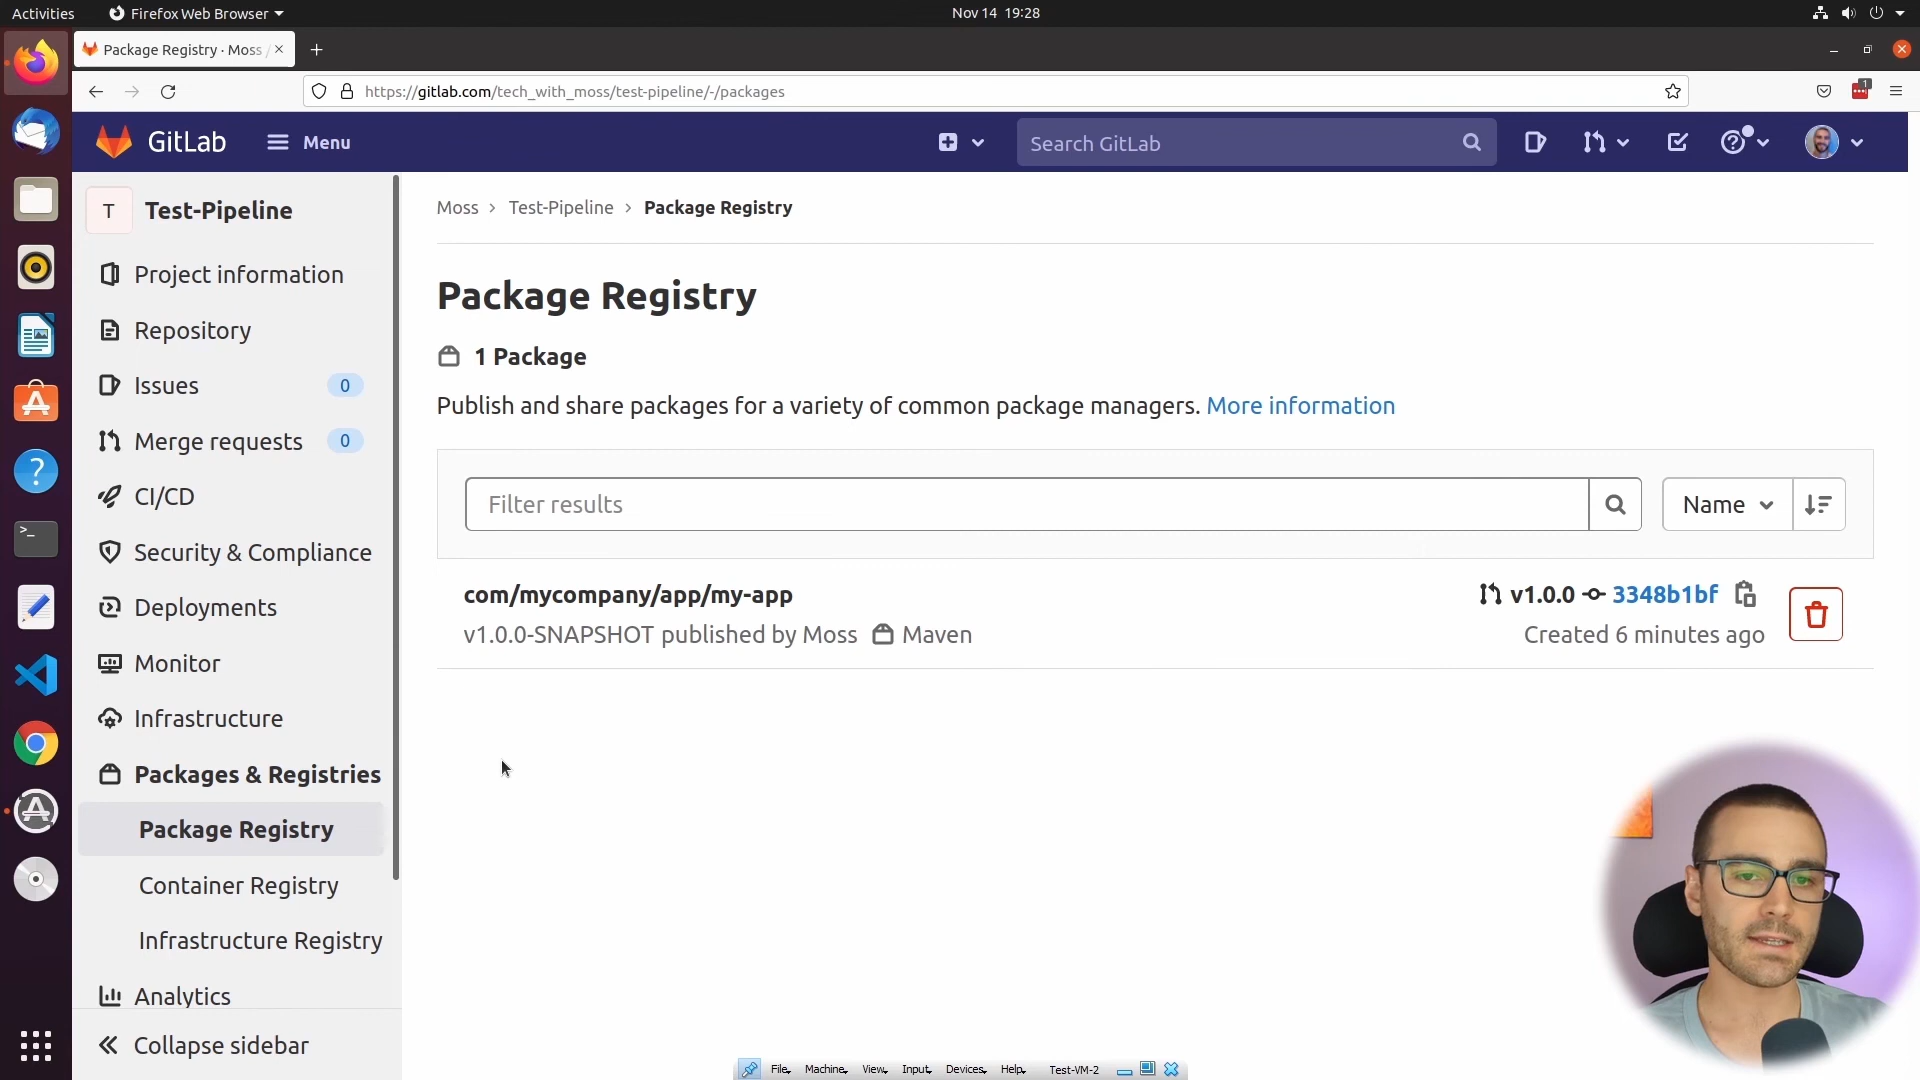 Activities
Firefox Web Browser
Nov 14 19:28
Package Registry · Moss /
https://gitlab.com/tech_with_moss/test-pipeline/-/packages
1
GitLab
Menu
Search GitLab
T
Test-Pipeline
Project information
Repository
Issues
0
Merge requests
0
CI/CD
Security & Compliance
Deployments
Monitor
Infrastructure
Packages & Registries
Package Registry
Container Registry
Infrastructure Registry
Analytics
Collapse sidebar
Moss > Test-Pipeline > Package Registry
Package Registry
1 Package
Publish and share packages for a variety of common package managers. More information
Filter results
Name
com/mycompany/app/my-app
v1.0.0 3348b1bf
v1.0.0-SNAPSHOT published by Moss Maven
Created 6 minutes ago
File Machine View Input Devices Help Test-VM-2